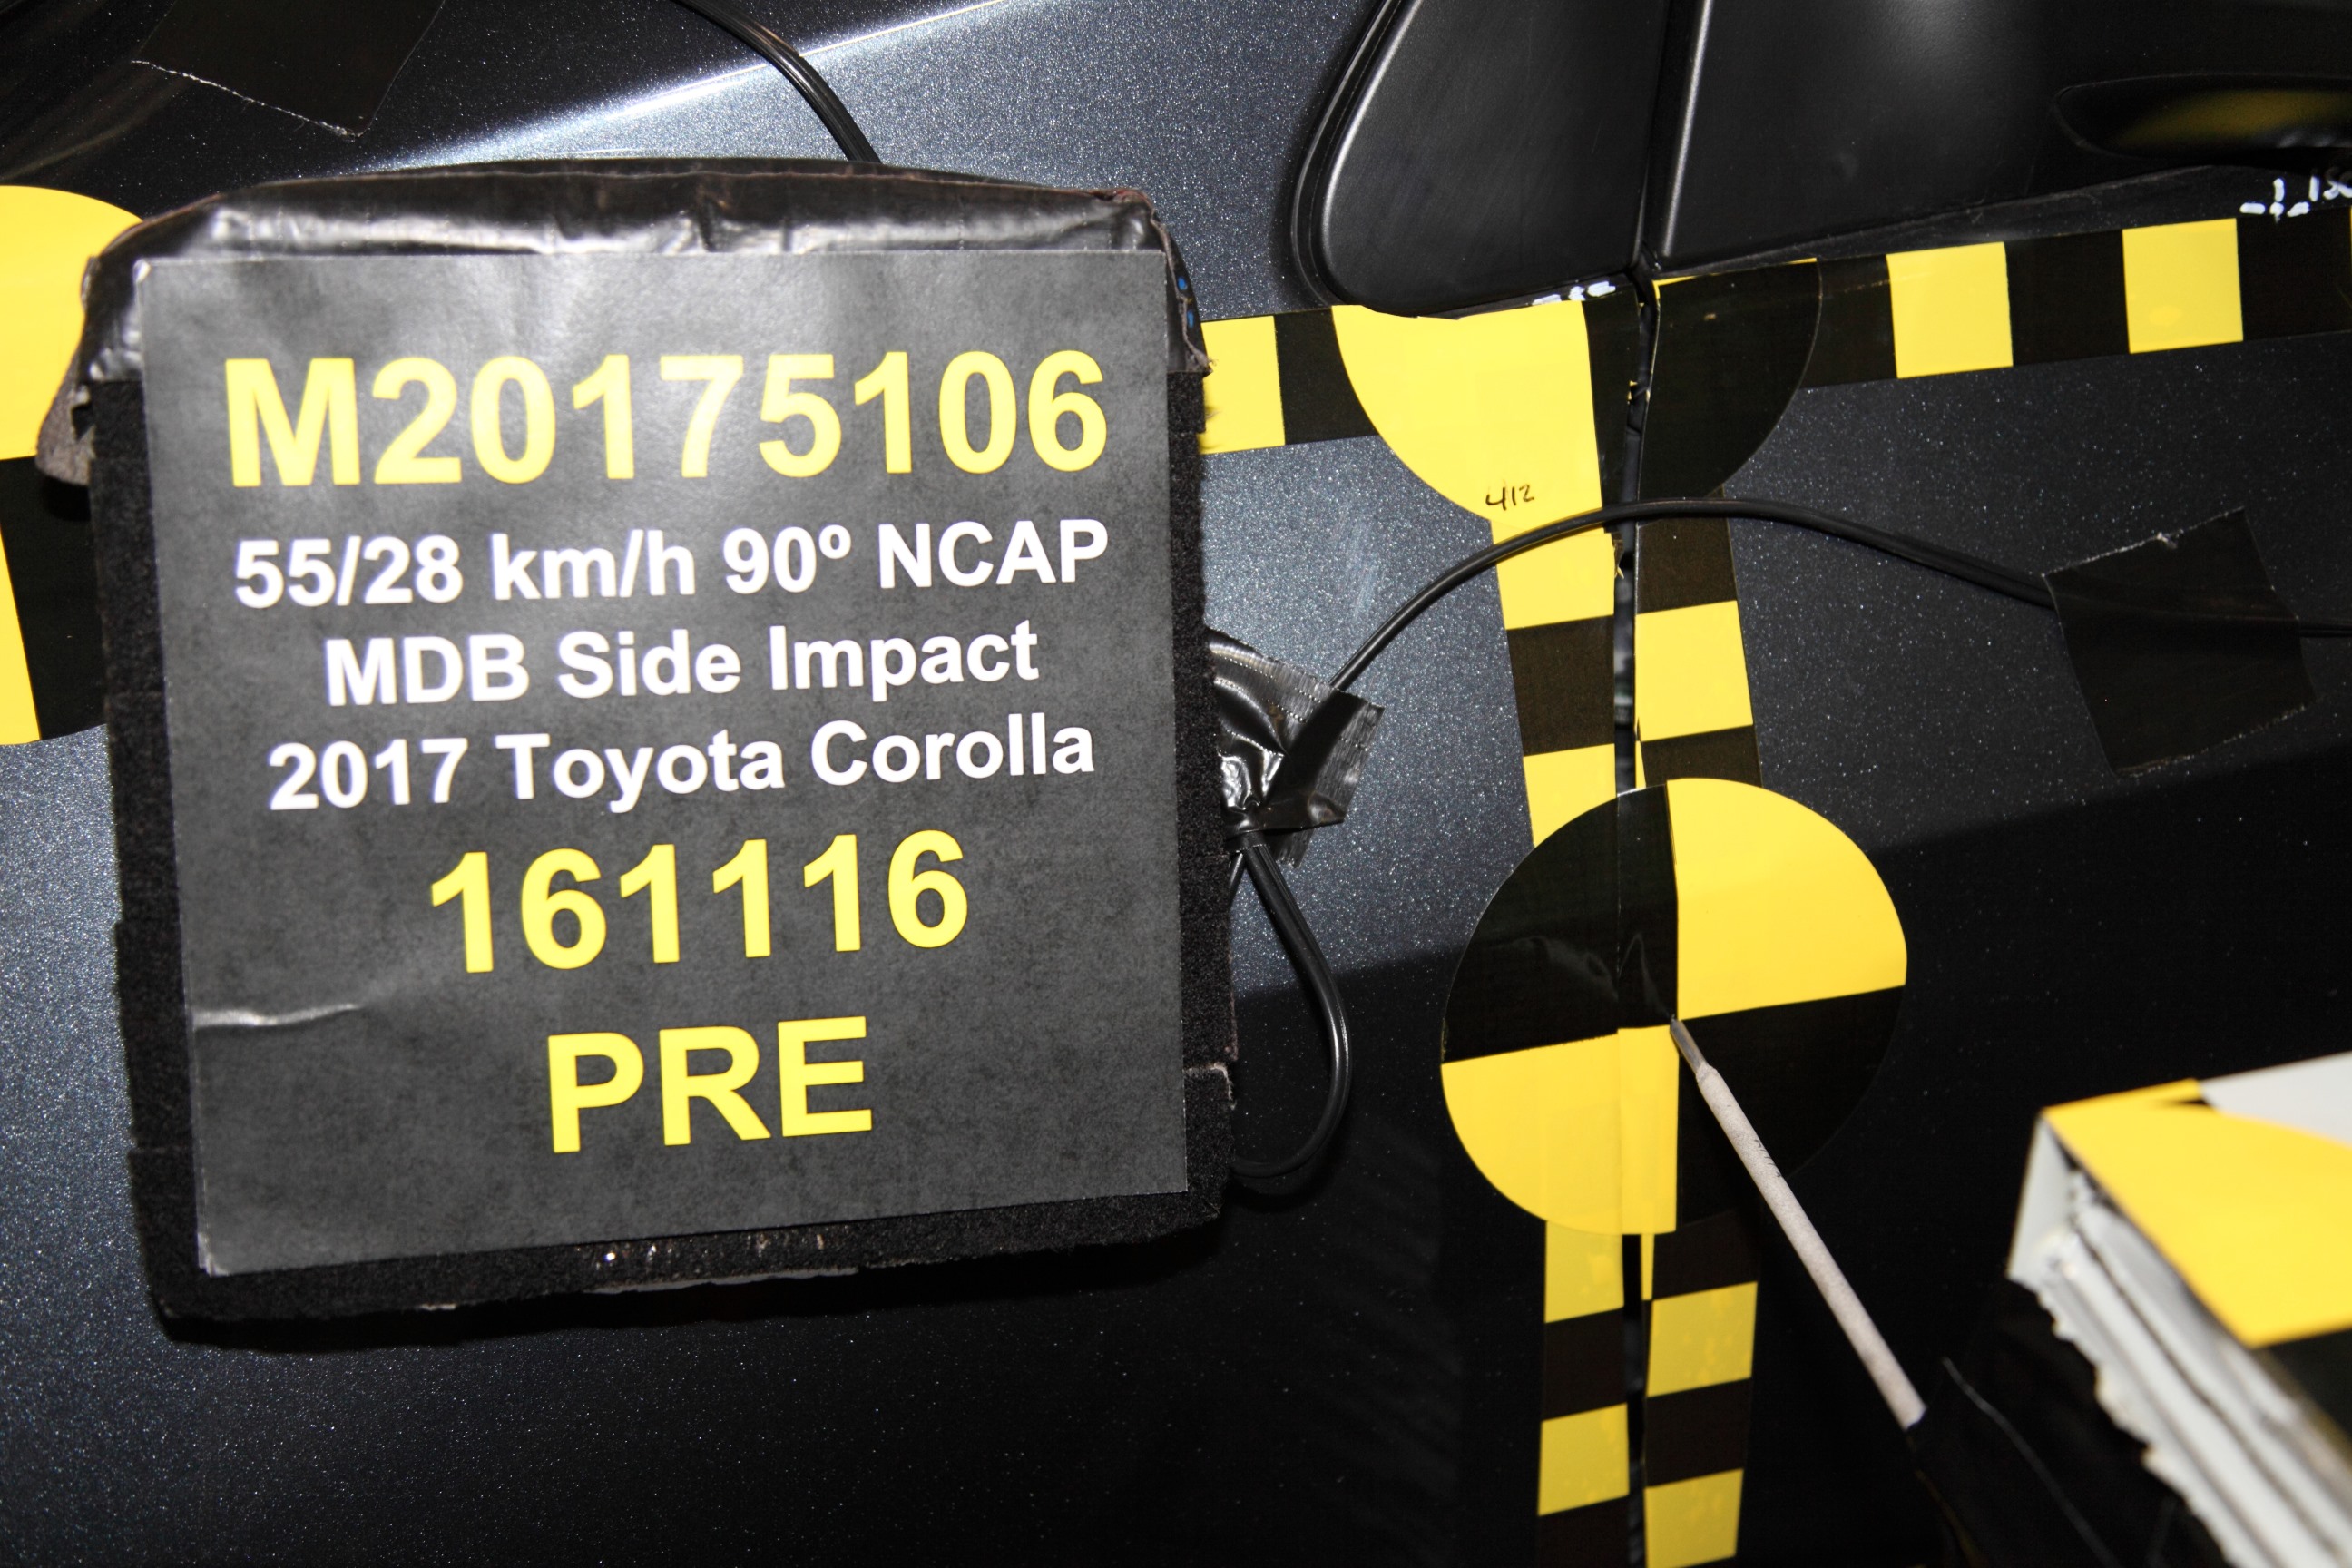 M20175106
55/28 km/h 90º NCAP
MDB Side Impact
2017 Toyota Corolla
161116
PRE
412